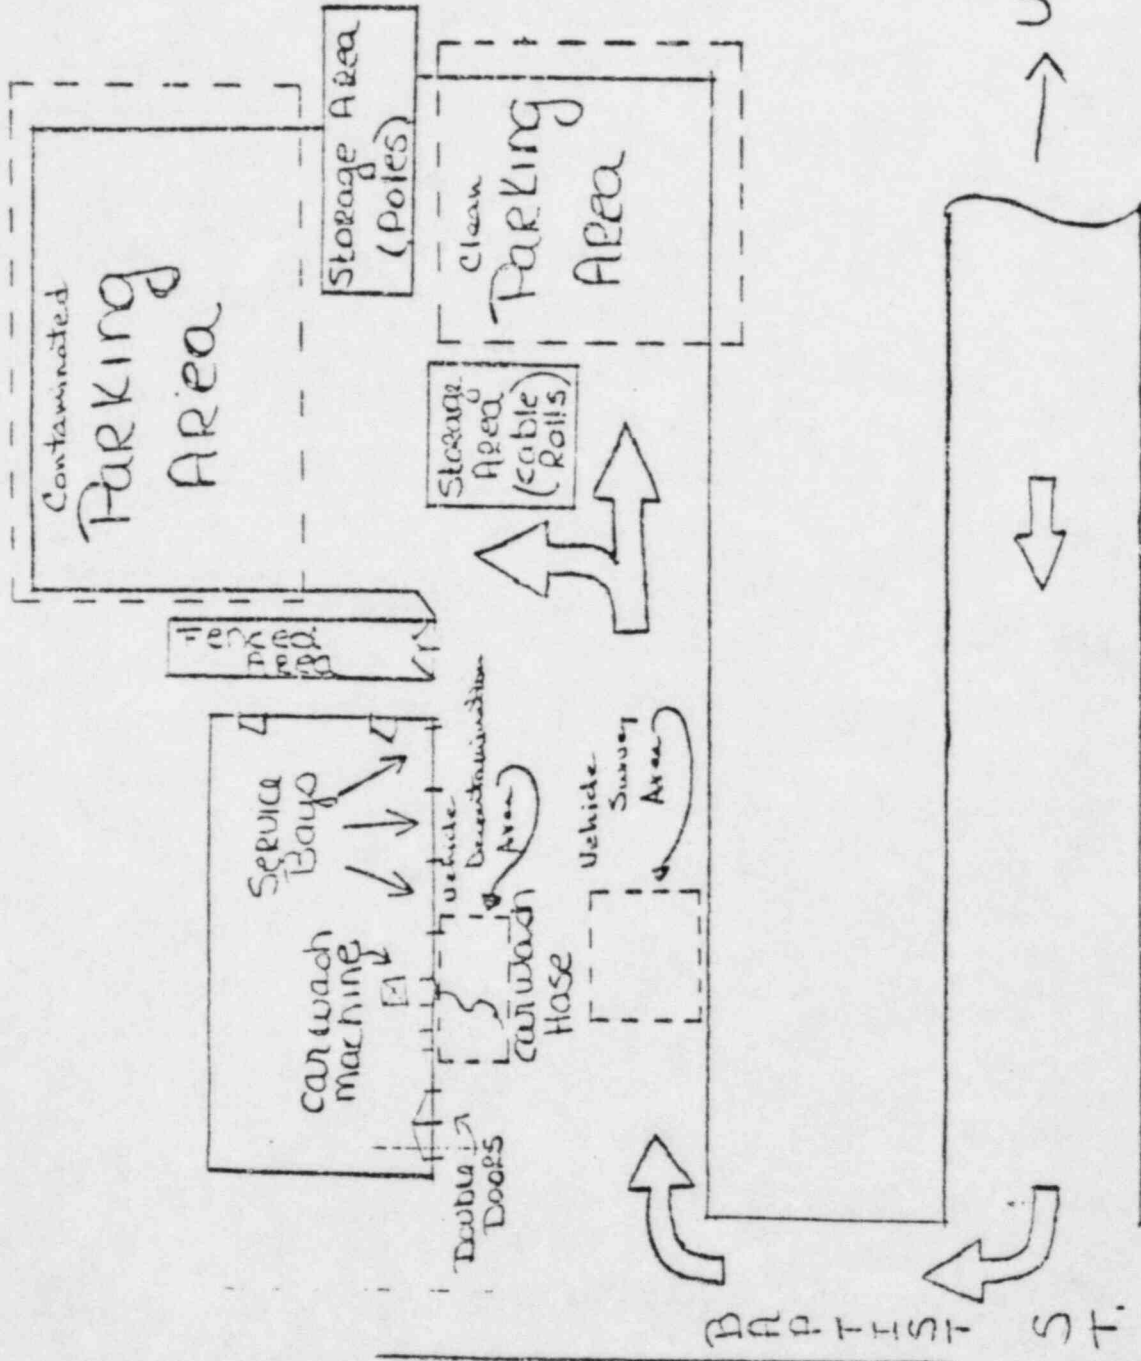 Contaminated
Parking
Area
Storage Area
(Poles)
Clean
Parking
Area
Storage
Area
(Cable
Rolls)
Service
Bays
Carwash
Machine
Vehicle
Decontamination
Area
Carwash
Hose
Vehicle
Survey
Area
Double
Doors
BAPTIST ST.
U